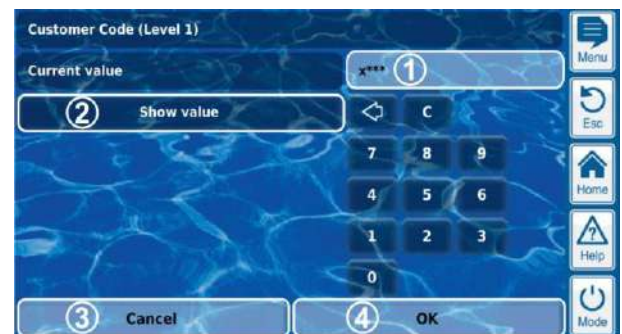 Customer Code (Level 1)
Current value
x***
1
2
Show value
C
7 8 9
4 5 6
1 2 3
0
3
Cancel
4
OK
Menu
Esc
Home
?
Help
Mode